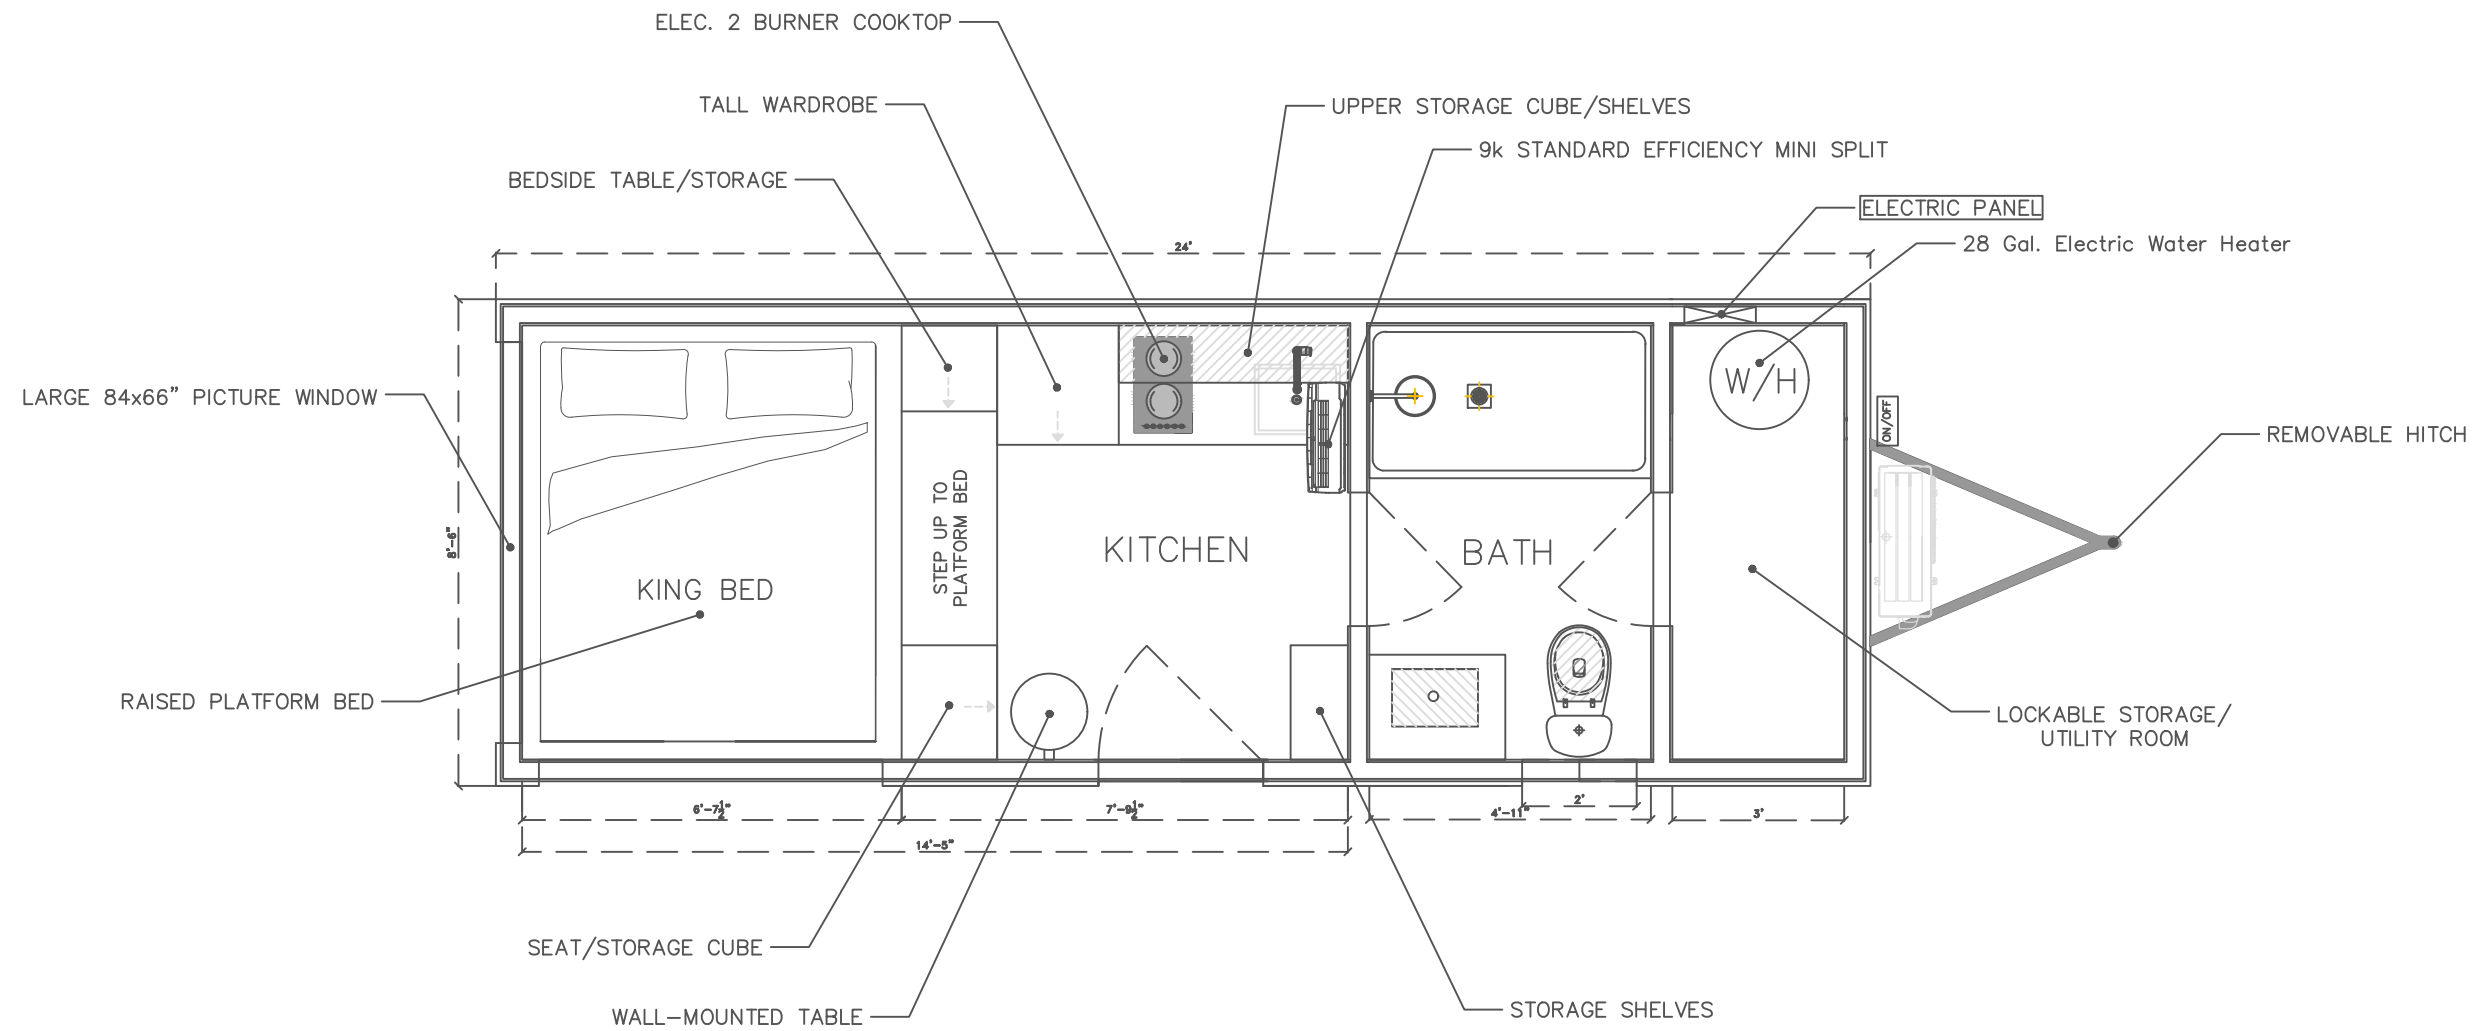 ELEC. 2 BURNER COOKTOP
TALL WARDROBE
UPPER STORAGE CUBE/SHELVES
9k STANDARD EFFICIENCY MINI SPLIT
BEDSIDE TABLE/STORAGE
ELECTRIC PANEL
28 Gal. Electric Water Heater
24'
W/H
LARGE 84x66" PICTURE WINDOW
ON/OFF
REMOVABLE HITCH
8'-6"
STEP UP TO
PLATFORM BED
KITCHEN
BATH
KING BED
RAISED PLATFORM BED
LOCKABLE STORAGE/
UTILITY ROOM
6'-7½"
7'-9½"
4'-11"
2'
3'
14'-5"
SEAT/STORAGE CUBE
WALL-MOUNTED TABLE
STORAGE SHELVES